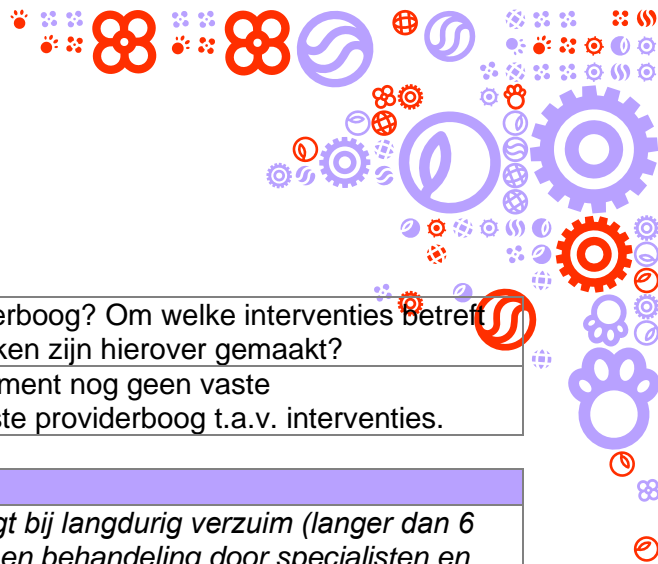 erboog? Om welke interventies betreft
ken zijn hierover gemaakt?
ment nog geen vaste
ste providerboog t.a.v. interventies.
gt bij langdurig verzuim (langer dan 6
en behandeling door specialisten en